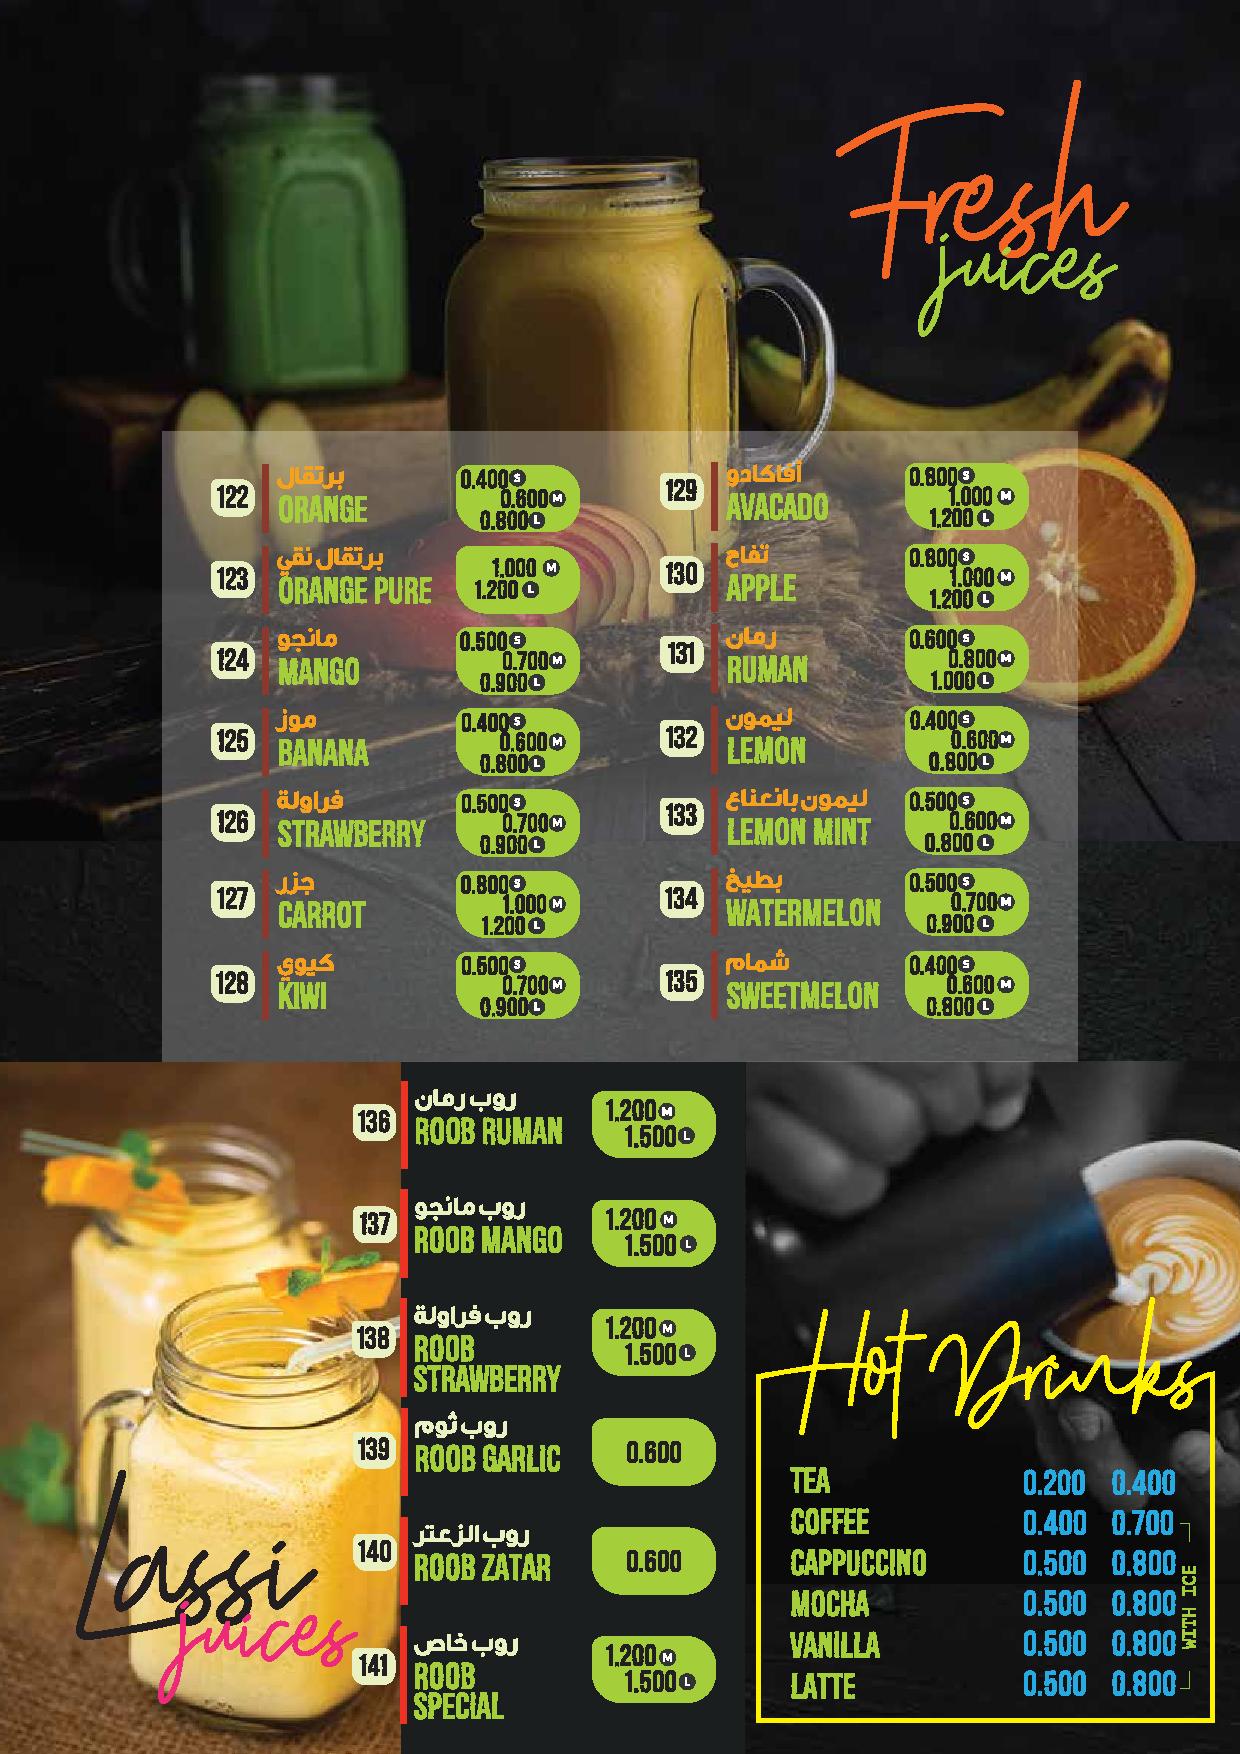 Fresh
juices
122
برتقال
ORANGE
0.400 S
0.600 M
0.800 L
123
برتقال نقي
ORANGE PURE
1.000 M
1.200 L
124
مانجو
MANGO
0.500 S
0.700 M
0.900 L
125
موز
BANANA
0.400 S
0.600 M
0.800 L
126
فراولة
STRAWBERRY
0.500 S
0.700 M
0.900 L
127
جزر
CARROT
0.800 S
1.000 M
1.200 L
128
كيوي
KIWI
0.500 S
0.700 M
0.900 L
129
أفاكادو
AVACADO
0.800 S
1.000 M
1.200 L
130
تفاح
APPLE
0.800 S
1.000 M
1.200 L
131
رمان
RUMAN
0.600 S
0.800 M
1.000 L
132
ليمون
LEMON
0.400 S
0.600 M
0.800 L
133
ليمون بانعناع
LEMON MINT
0.500 S
0.600 M
0.800 L
134
بطيخ
WATERMELON
0.500 S
0.700 M
0.900 L
135
شمام
SWEETMELON
0.400 S
0.600 M
0.800 L
Lassi
juices
136
روب رمان
ROOB RUMAN
1.200 M
1.500 L
137
روب مانجو
ROOB MANGO
1.200 M
1.500 L
138
روب فراولة
ROOB
STRAWBERRY
1.200 M
1.500 L
139
روب ثوم
ROOB GARLIC
0.600
140
روب الزعتر
ROOB ZATAR
0.600
141
روب خاص
ROOB
SPECIAL
1.200 M
1.500 L
Hot Drinks
TEA 0.200 0.400
COFFEE 0.400 0.700
CAPPUCCINO 0.500 0.800
MOCHA 0.500 0.800
VANILLA 0.500 0.800
LATTE 0.500 0.800
WITH ICE